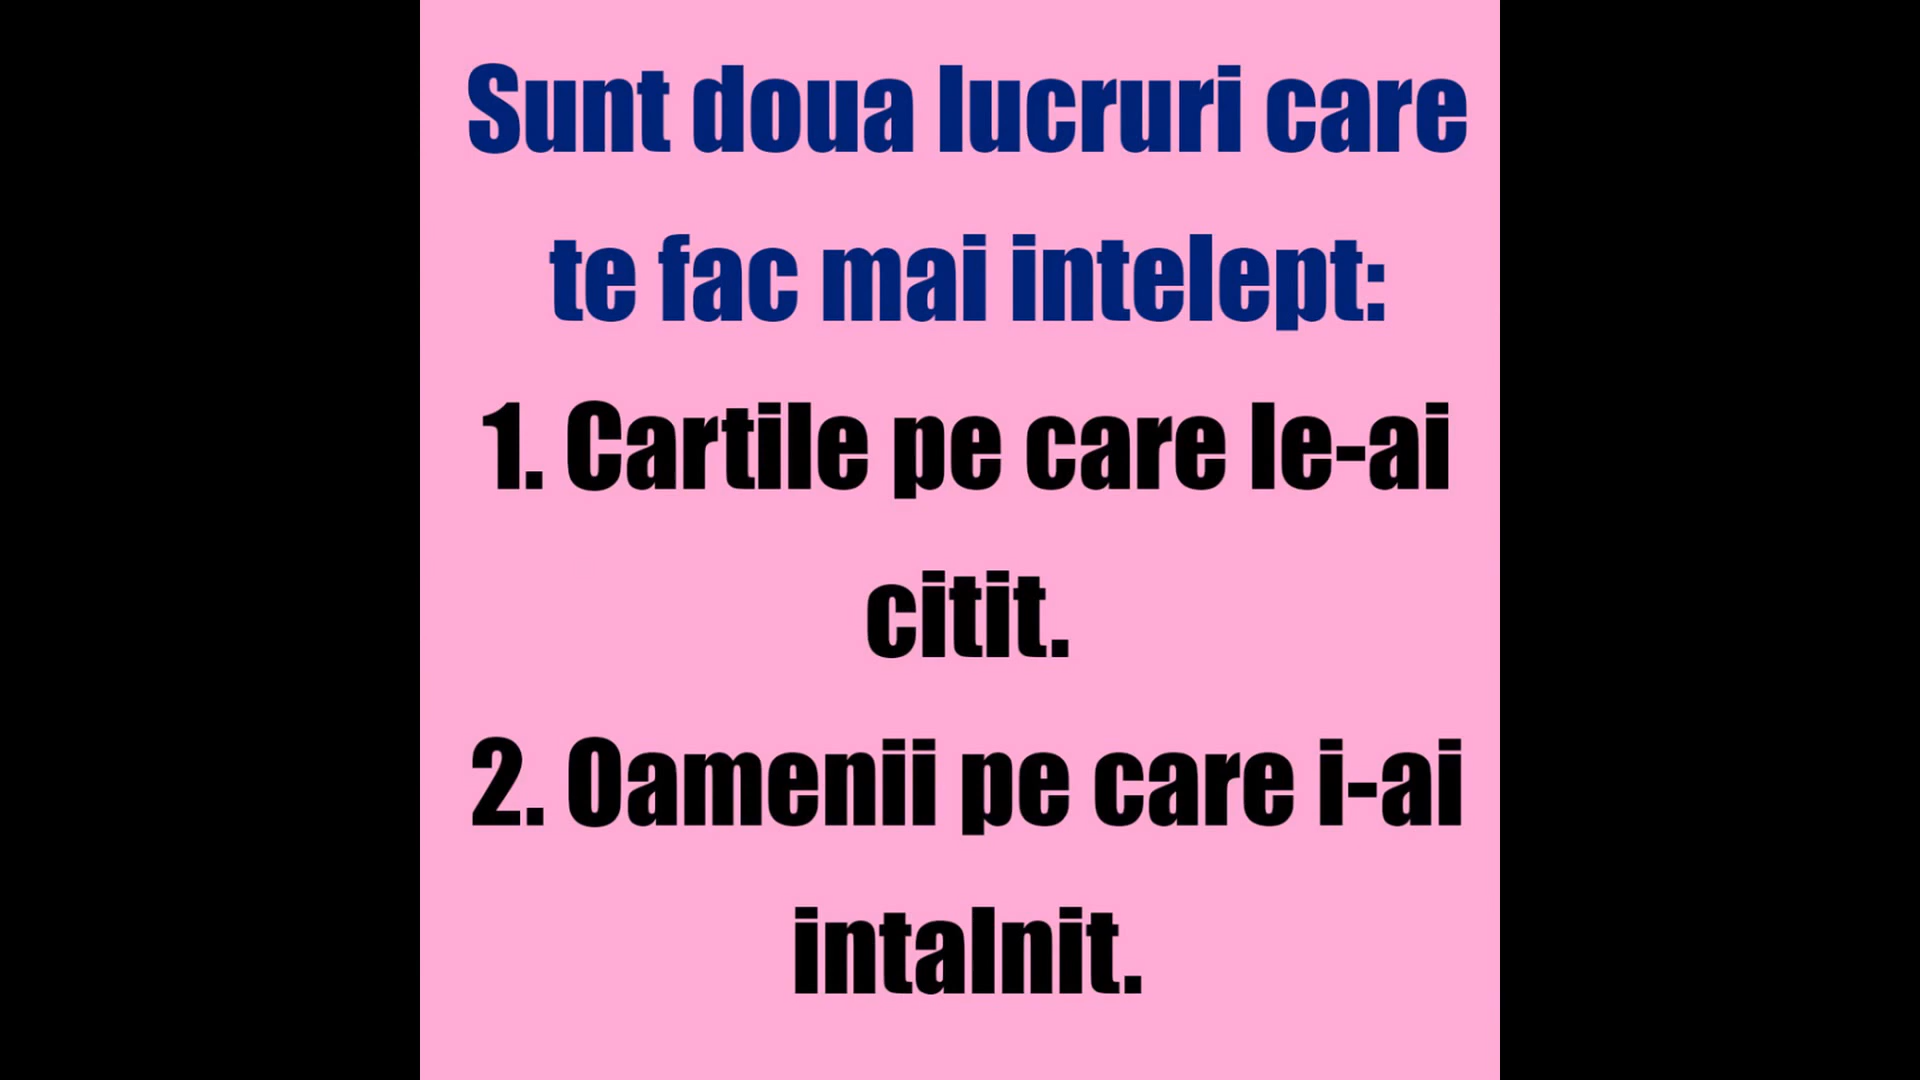 Sunt doua lucruri care
te fac mai intelept:
1. Cartile pe care le-ai
citit.
2. Oamenii pe care i-ai
intalnit.